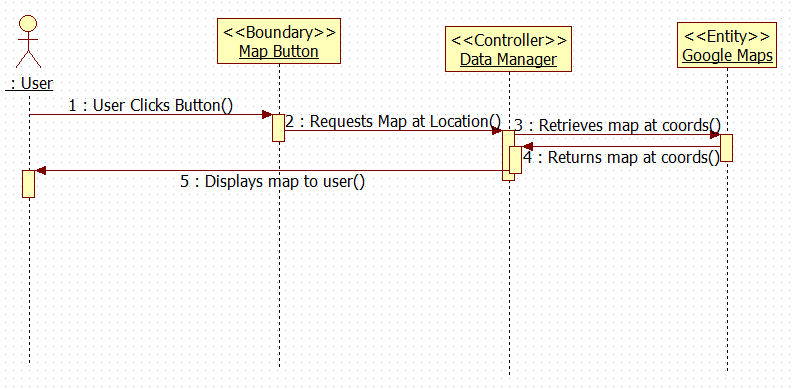 <<Boundary>>
Map Button
<<Controller>>
Data Manager
<<Entity>>
Google Maps
: User
1 : User Clicks Button()
2 : Requests Map at Location()
3 : Retrieves map at coords()
4 : Returns map at coords()
5 : Displays map to user()